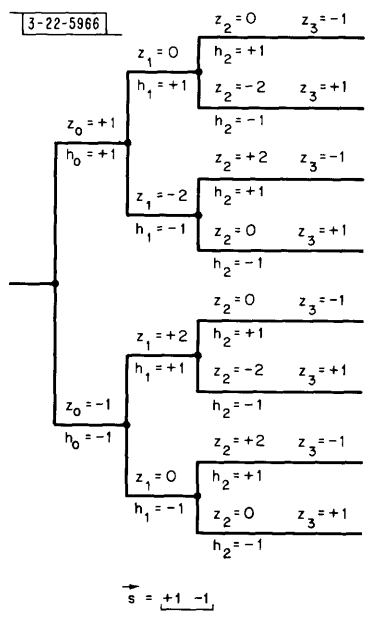 3-22-5966
z₂ = 0 z₃ = -1
h₂ = +1
z₁ = 0
h₁ = +1
z₂ = -2 z₃ = +1
h₂ = -1
z₀ = +1
h₀ = +1
z₂ = +2 z₃ = -1
h₂ = +1
z₁ = -2
h₁ = -1
z₂ = 0 z₃ = +1
h₂ = -1
z₂ = 0 z₃ = -1
h₂ = +1
z₁ = +2
h₁ = +1
z₂ = -2 z₃ = +1
h₂ = -1
z₀ = -1
h₀ = -1
z₂ = +2 z₃ = -1
h₂ = +1
z₁ = 0
h₁ = -1
z₂ = 0 z₃ = +1
h₂ = -1
s⃗ = +1 -1